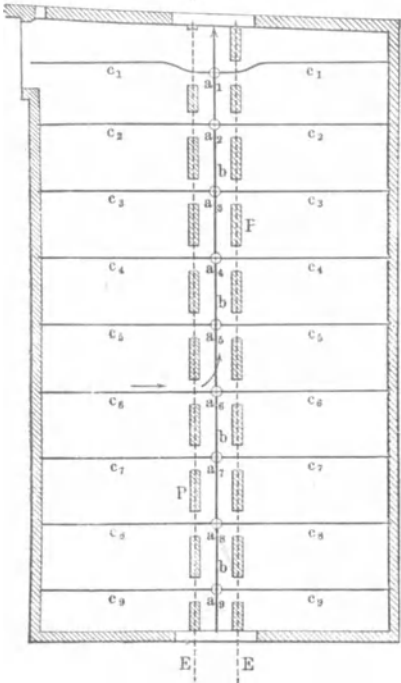 c1 c1
a1
c2 a2 c2
b
c3 a3 c3
P
c4 a4 c4
b
c5 a5 c5
c6 a6 c6
b
c7 a7 c7
P
c8 a8 c8
b
c9 a9 c9
E E